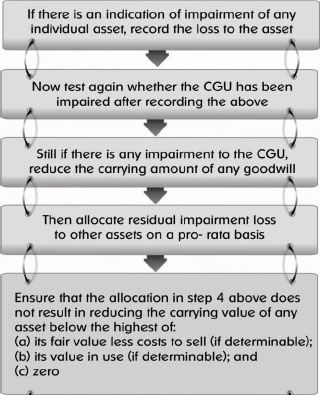 If there is an indication of impairment of any
individual asset, record the loss to the asset
Now test again whether the CGU has been
impaired after recording the above
Still if there is any impairment to the CGU,
reduce the carrying amount of any goodwill
Then allocate residual impairment loss
to other assets on a pro- rata basis
Ensure that the allocation in step 4 above does
not result in reducing the carrying value of any
asset below the highest of:
(a) its fair value less costs to sell (if determinable);
(b) its value in use (if determinable); and
(c) zero